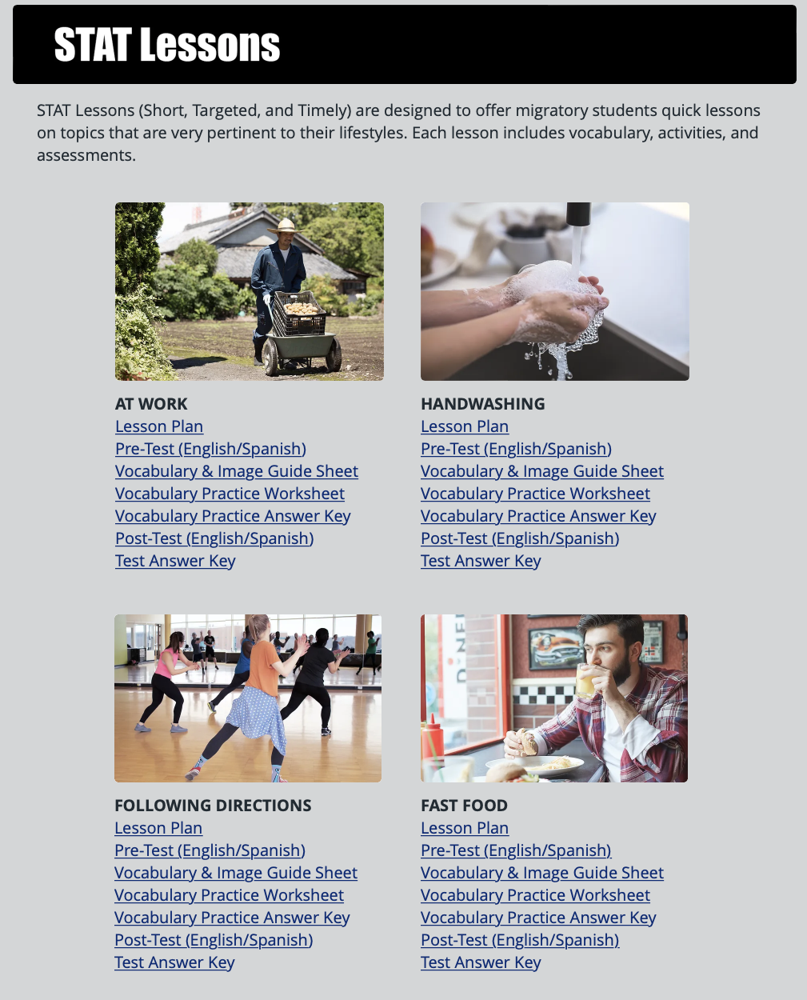 STAT Lessons
STAT Lessons (Short, Targeted, and Timely) are designed to offer migratory students quick lessons
on topics that are very pertinent to their lifestyles. Each lesson includes vocabulary, activities, and
assessments.
AT WORK
Lesson Plan
Pre-Test (English/Spanish)
Vocabulary & Image Guide Sheet
Vocabulary Practice Worksheet
Vocabulary Practice Answer Key
Post-Test (English/Spanish)
Test Answer Key
HANDWASHING
Lesson Plan
Pre-Test (English/Spanish)
Vocabulary & Image Guide Sheet
Vocabulary Practice Worksheet
Vocabulary Practice Answer Key
Post-Test (English/Spanish)
Test Answer Key
FOLLOWING DIRECTIONS
Lesson Plan
Pre-Test (English/Spanish)
Vocabulary & Image Guide Sheet
Vocabulary Practice Worksheet
Vocabulary Practice Answer Key
Post-Test (English/Spanish)
Test Answer Key
FAST FOOD
Lesson Plan
Pre-Test (English/Spanish)
Vocabulary & Image Guide Sheet
Vocabulary Practice Worksheet
Vocabulary Practice Answer Key
Post-Test (English/Spanish)
Test Answer Key